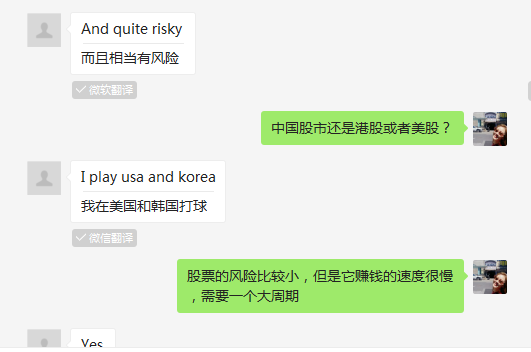 And quite risky
而且相当有风险
微软翻译
中国股市还是港股或者美股？
I play usa and korea
我在美国和韩国打球
微信翻译
股票的风险比较小，但是它赚钱的速度很慢
，需要一个大周期
Yes